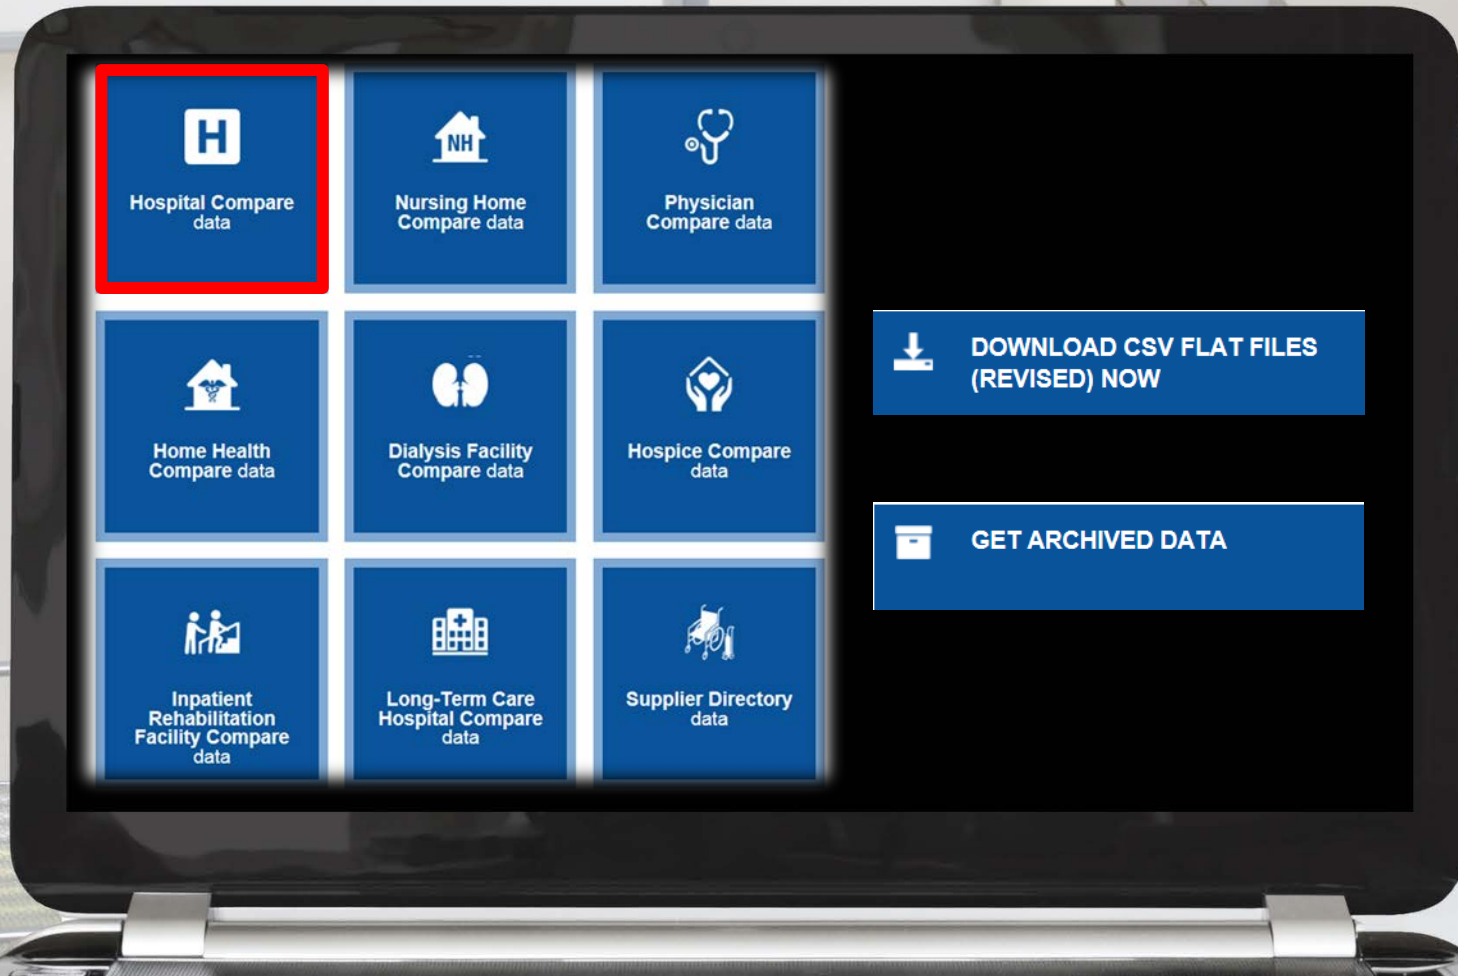 H
Hospital Compare
data
NH
Nursing Home
Compare data
Physician
Compare data
Home Health
Compare data
Dialysis Facility
Compare data
Hospice Compare
data
Inpatient
Rehabilitation
Facility Compare
data
Long-Term Care
Hospital Compare
data
Supplier Directory
data
DOWNLOAD CSV FLAT FILES
(REVISED) NOW
GET ARCHIVED DATA